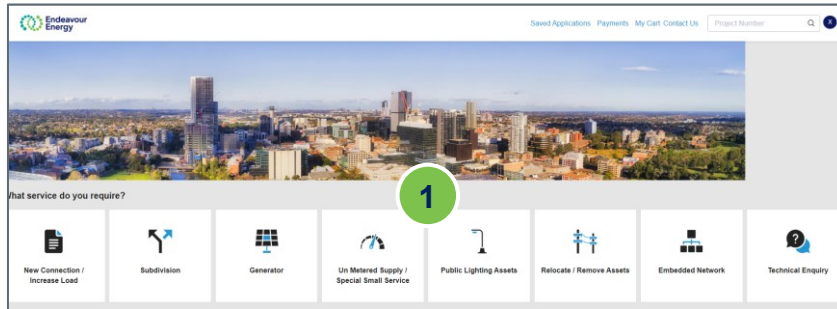 Endeavour
Energy
Saved Applications Payments My Cart Contact Us Project Number X
1
hat service do you require?
New Connection /
Increase Load
Subdivision
Generator
Un Metered Supply /
Special Small Service
Public Lighting Assets
Relocate / Remove Assets
Embedded Network
Technical Enquiry